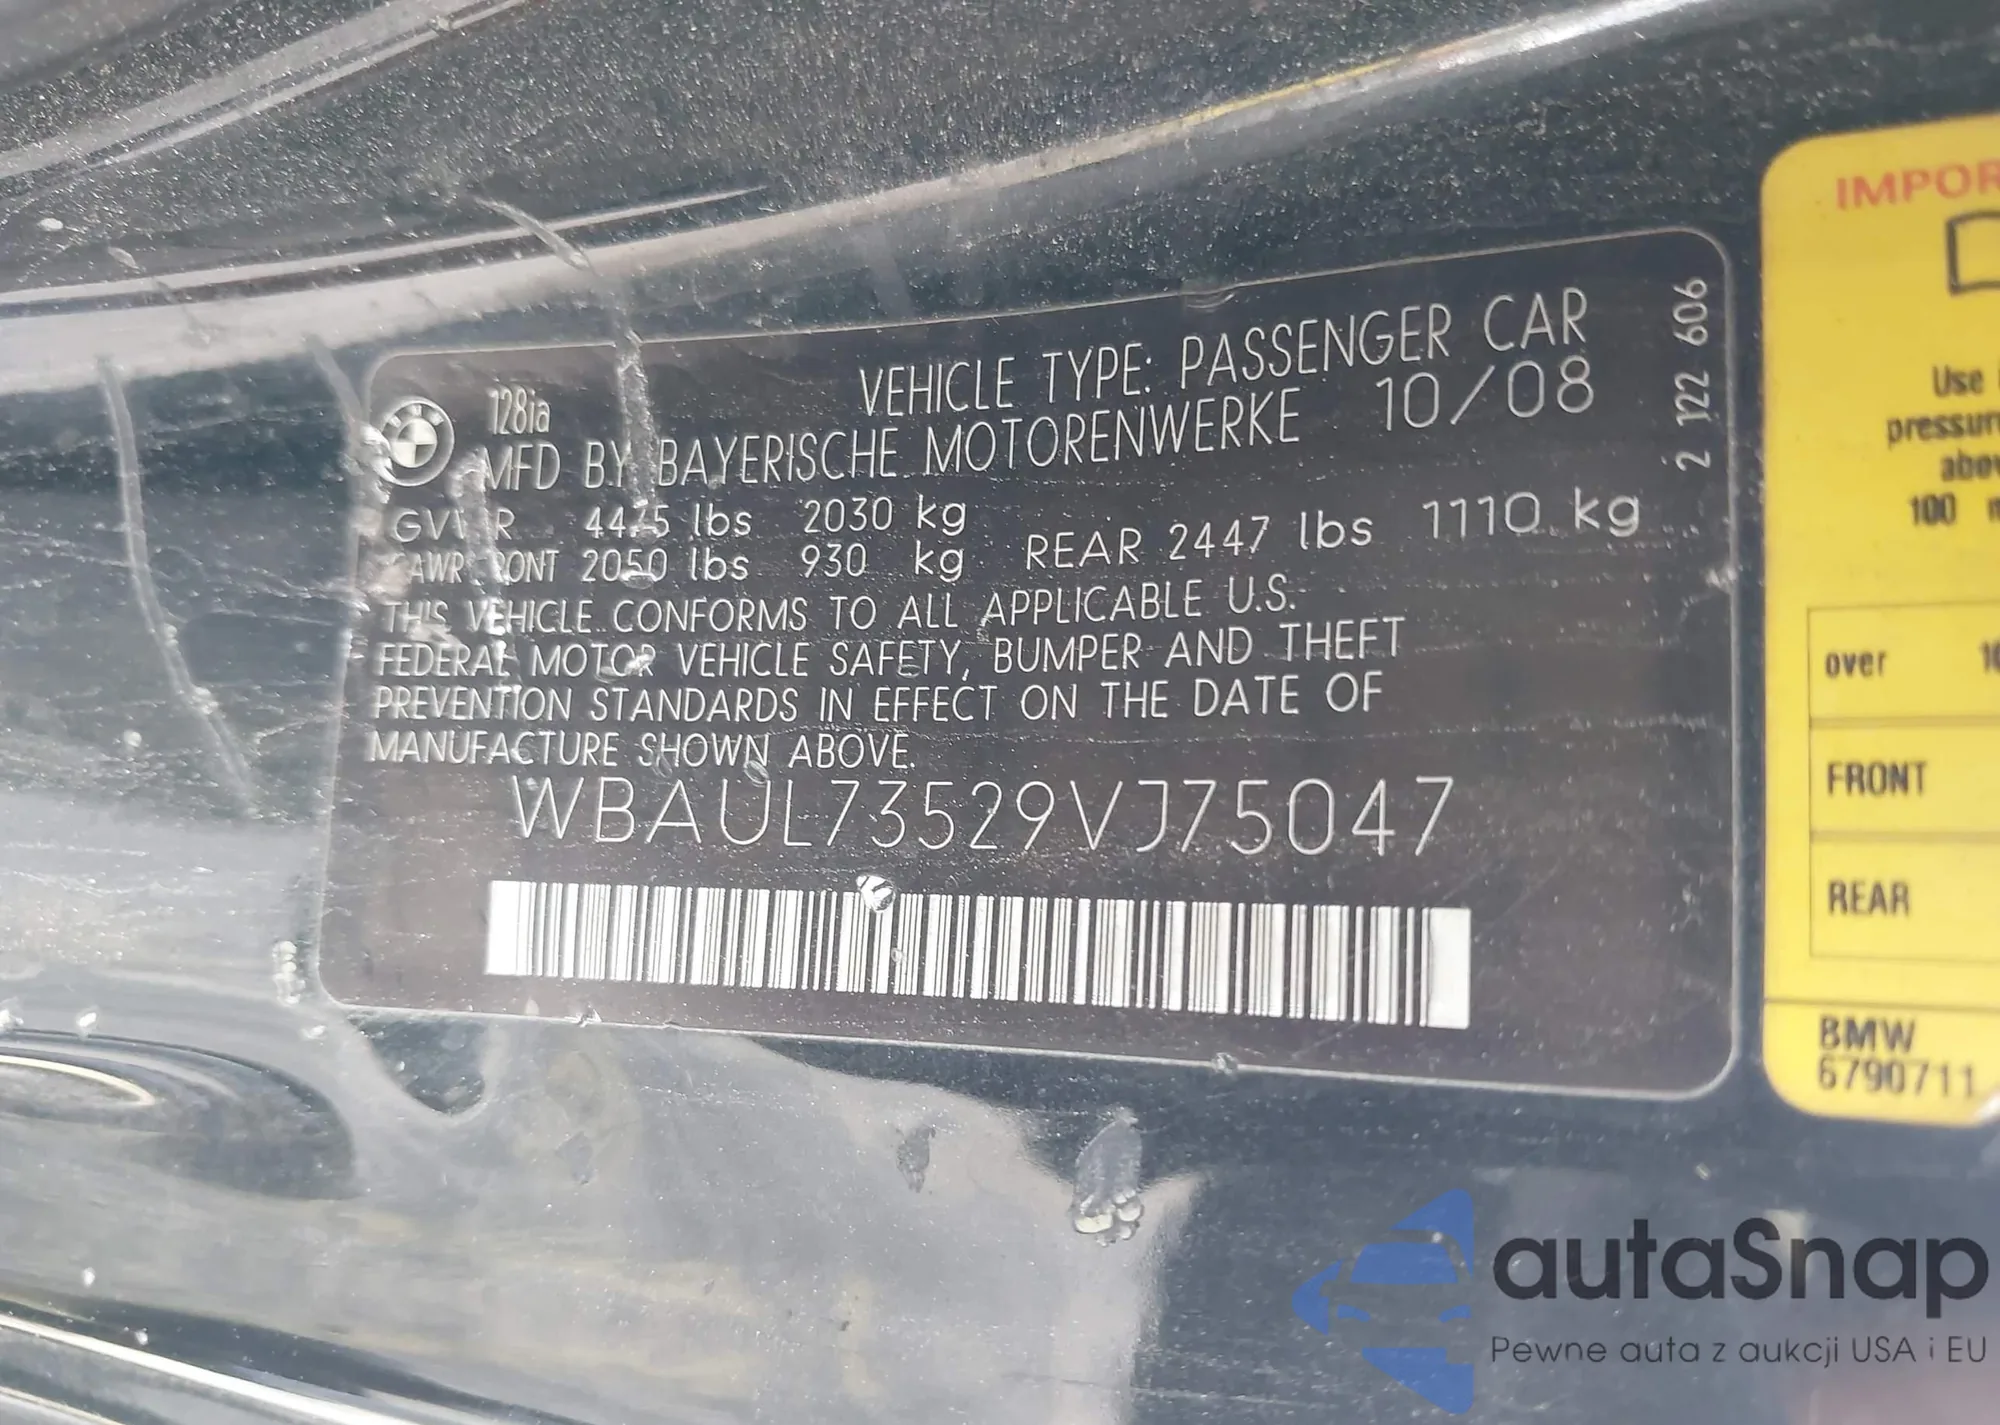 VEHICLE TYPE: PASSENGER CAR
128ia
MFD BY BAYERISCHE MOTORENWERKE 10/08
GVWR 4475 lbs 2030 kg
GAWR FRONT 2050 lbs 930 kg REAR 2447 lbs 1110 kg
THIS VEHICLE CONFORMS TO ALL APPLICABLE U.S.
FEDERAL MOTOR VEHICLE SAFETY, BUMPER AND THEFT
PREVENTION STANDARDS IN EFFECT ON THE DATE OF
MANUFACTURE SHOWN ABOVE.
WBAUL73529VJ75047
2 122 606
IMPOR
Use
pressure
above
100
over 10
FRONT
REAR
BMW
6790711
autaSnap
Pewne auta z aukcji USA i EU